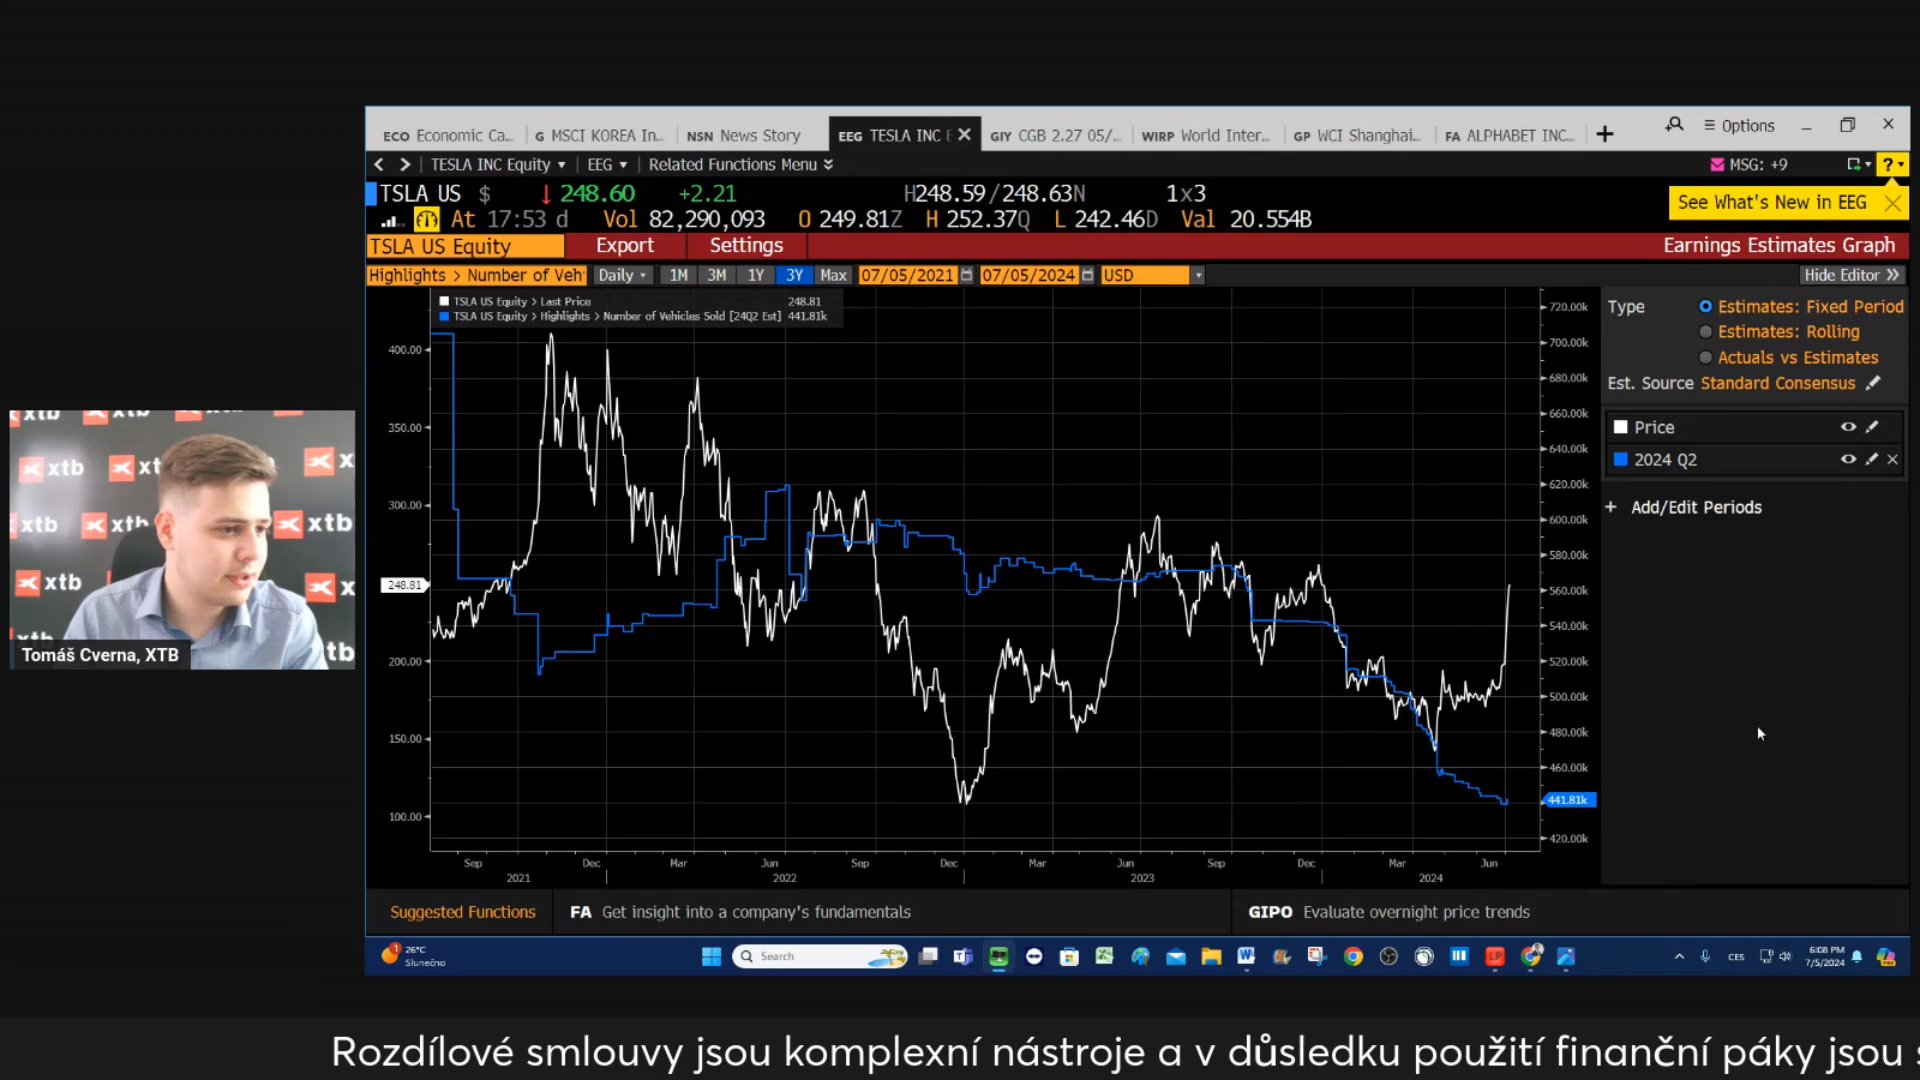 ECO Economic Ca... G MSCI KOREA In... NSN News Story EEG TESLA INC E GIY CGB 2.27 05/... WIRP World Inter... GP WCI Shanghai... FA ALPHABET INC... Options
TESLA INC Equity EEG Related Functions Menu MSG: +9 ?
TSLA US $ ↓ 248.60 +2.21 H248.59/248.63N 1x3
See What's New in EEG
At 17:53 d Vol 82,290,093 O 249.81Z H 252.37Q L 242.46D Val 20.554B
TSLA US Equity Export Settings Earnings Estimates Graph
Highlights > Number of Veh Daily 1M 3M 1Y 3Y Max 07/05/2021 07/05/2024 USD Hide Editor
TSLA US Equity > Last Price 248.81
TSLA US Equity > Highlights > Number of Vehicles Sold [24Q2 Est] 441.81k
400.00
350.00
300.00
248.81
200.00
150.00
100.00
720.00k
700.00k
680.00k
660.00k
640.00k
620.00k
600.00k
580.00k
560.00k
540.00k
520.00k
500.00k
480.00k
460.00k
441.81k
420.00k
Sep Dec Mar Jun Sep Dec Mar Jun Sep Dec Mar Jun
2021 2022 2023 2024
Type Estimates: Fixed Period
Estimates: Rolling
Actuals vs Estimates
Est. Source Standard Consensus
Price
2024 Q2
+ Add/Edit Periods
xtb
xtb
xtb
xtb
xtb
Tomáš Cverna, XTB
Suggested Functions FA Get insight into a company's fundamentals GIPO Evaluate overnight price trends
26°C
Slunečno
Search
CES
6:08 PM
7/5/2024
Rozdílové smlouvy jsou komplexní nástroje a v důsledku použití finanční páky jsou